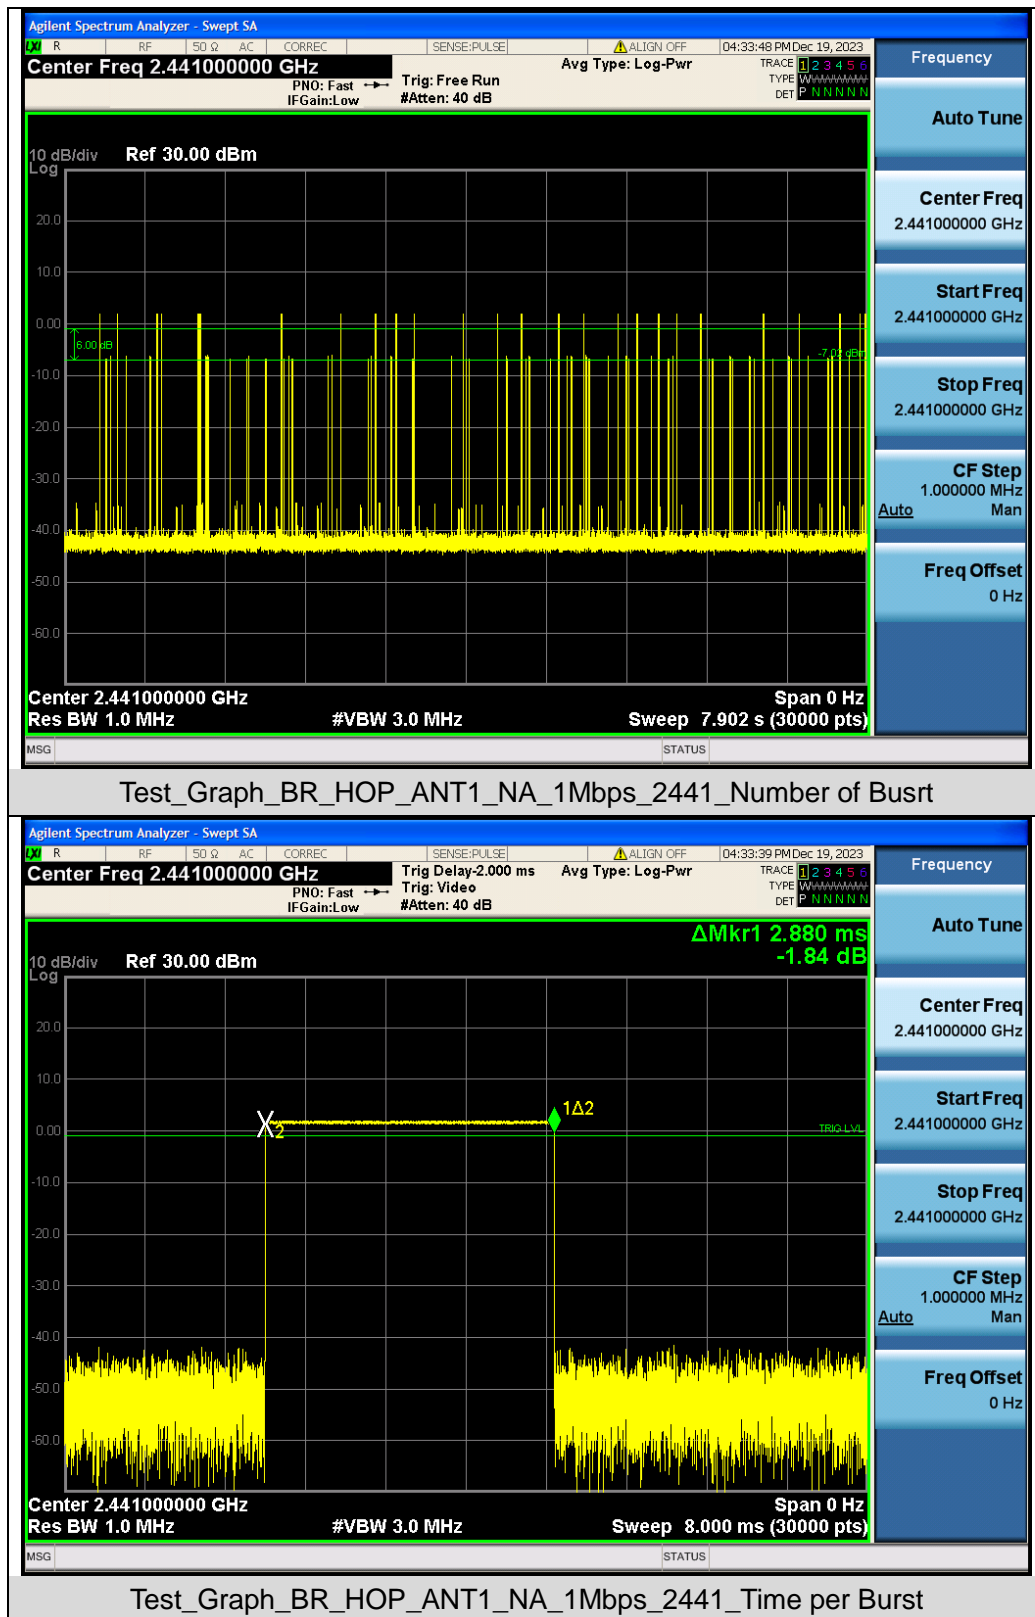 Agilent Spectrum Analyzer - Swept SA
LXI R RF 50 Ω AC CORREC SENSE:PULSE ALIGN OFF 04:33:48 PM Dec 19, 2023
Center Freq 2.441000000 GHz
Avg Type: Log-Pwr
TRACE 1 2 3 4 5 6
PNO: Fast
Trig: Free Run
TYPE W
IFGain:Low
#Atten: 40 dB
DET P N N N N N
10 dB/div
Log
Ref 30.00 dBm
20.0
10.0
0.00
6.00 dB
-7.02 dBm
-10.0
-20.0
-30.0
-40.0
-50.0
-60.0
Center 2.441000000 GHz
Span 0 Hz
Res BW 1.0 MHz
#VBW 3.0 MHz
Sweep 7.902 s (30000 pts)
MSG
STATUS
Frequency
Auto Tune
Center Freq
2.441000000 GHz
Start Freq
2.441000000 GHz
Stop Freq
2.441000000 GHz
CF Step
1.000000 MHz
Auto Man
Freq Offset
0 Hz
Test_Graph_BR_HOP_ANT1_NA_1Mbps_2441_Number of Busrt
Agilent Spectrum Analyzer - Swept SA
LXI R RF 50 Ω AC CORREC SENSE:PULSE ALIGN OFF 04:33:39 PM Dec 19, 2023
Center Freq 2.441000000 GHz
Trig Delay-2.000 ms
Avg Type: Log-Pwr
TRACE 1 2 3 4 5 6
PNO: Fast
Trig: Video
TYPE W
IFGain:Low
#Atten: 40 dB
DET P N N N N N
ΔMkr1 2.880 ms
-1.84 dB
10 dB/div
Log
Ref 30.00 dBm
20.0
10.0
0.00
X2
1Δ2
TRIG LVL
-10.0
-20.0
-30.0
-40.0
-50.0
-60.0
Center 2.441000000 GHz
Span 0 Hz
Res BW 1.0 MHz
#VBW 3.0 MHz
Sweep 8.000 ms (30000 pts)
MSG
STATUS
Frequency
Auto Tune
Center Freq
2.441000000 GHz
Start Freq
2.441000000 GHz
Stop Freq
2.441000000 GHz
CF Step
1.000000 MHz
Auto Man
Freq Offset
0 Hz
Test_Graph_BR_HOP_ANT1_NA_1Mbps_2441_Time per Burst